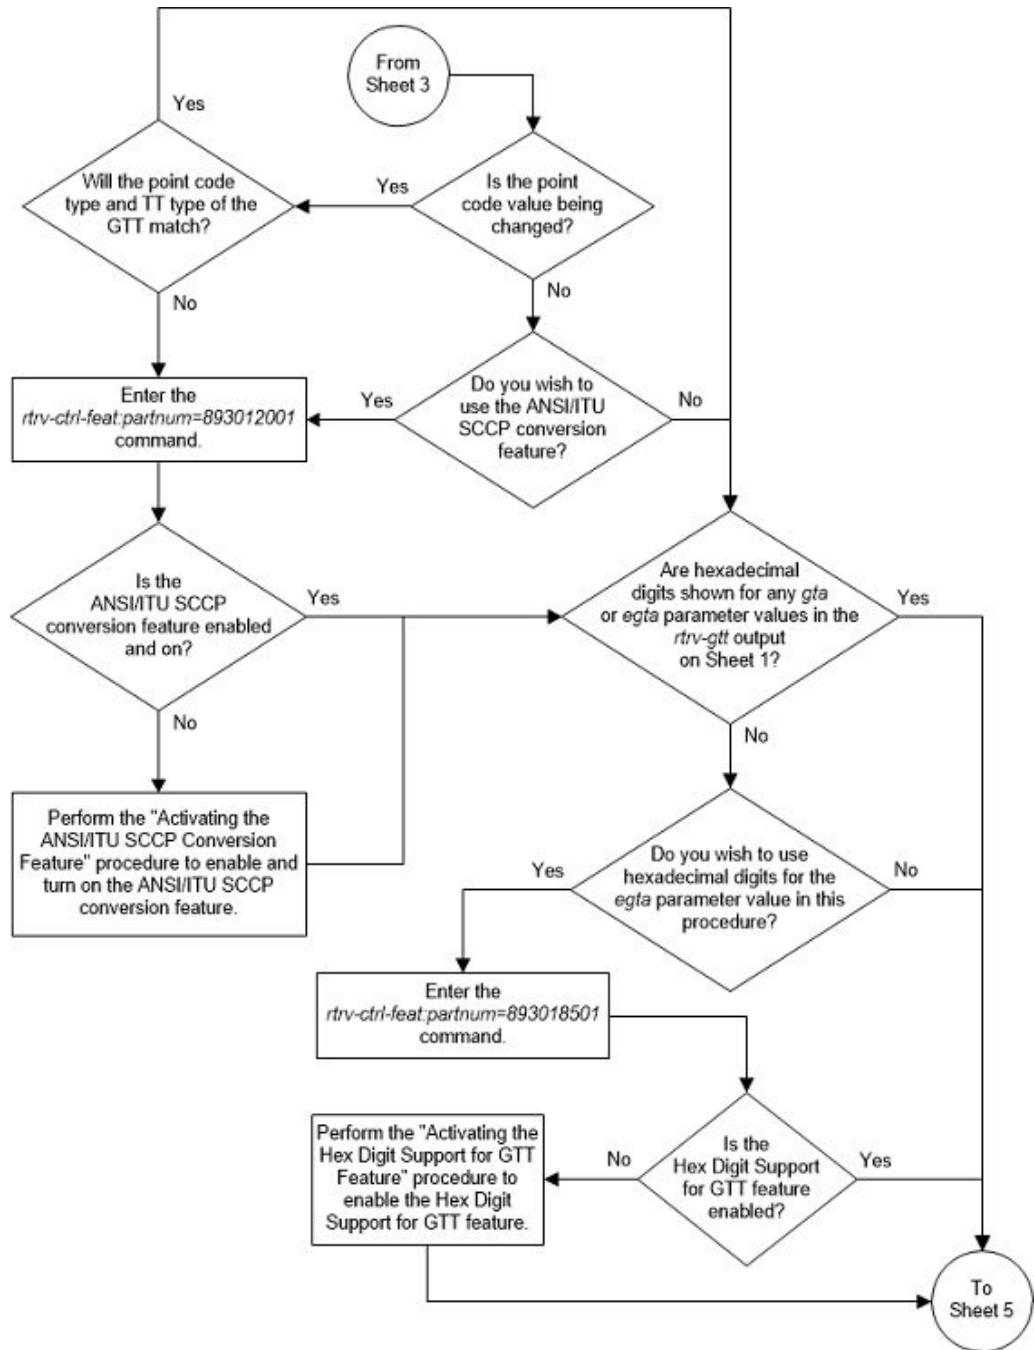 From
Sheet 3
Yes
Will the point code
type and TT type of the
GTT match?
Yes
Is the point
code value being
changed?
No
No
Enter the
rtrv-ctrl-feat:partnum=893012001
command.
Yes
Do you wish to
use the ANSI/ITU
SCCP conversion
feature?
No
Is the
ANSI/ITU SCCP
conversion feature enabled
and on?
Yes
Are hexadecimal
digits shown for any gta
or egta parameter values in the
rtrv-gtt output
on Sheet 1?
Yes
No
No
Perform the "Activating the
ANSI/ITU SCCP Conversion
Feature" procedure to enable and
turn on the ANSI/ITU SCCP
conversion feature.
Yes
Do you wish to use
hexadecimal digits for the
egta parameter value in this
procedure?
No
Enter the
rtrv-ctrl-feat:partnum=893018501
command.
Perform the "Activating the
Hex Digit Support for GTT
Feature" procedure to
enable the Hex Digit
Support for GTT feature.
No
Is the
Hex Digit Support
for GTT feature
enabled?
Yes
To
Sheet 5